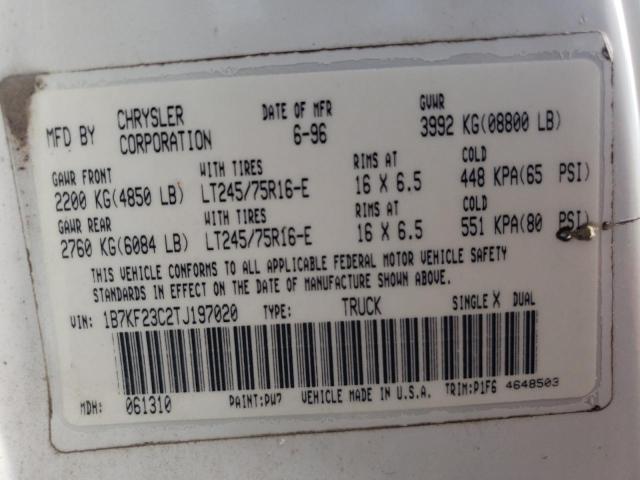 MFD BY CHRYSLER CORPORATION DATE OF MFR 6-96 GVWR 3992 KG(08800 LB)
GAWR FRONT WITH TIRES RIMS AT COLD
2200 KG(4850 LB) LT245/75R16-E 16 X 6.5 448 KPA(65 PSI)
GAWR REAR WITH TIRES RIMS AT COLD
2760 KG(6084 LB) LT245/75R16-E 16 X 6.5 551 KPA(80 PSI)
THIS VEHICLE CONFORMS TO ALL APPLICABLE FEDERAL MOTOR VEHICLE SAFETY
STANDARDS IN EFFECT ON THE DATE OF MANUFACTURE SHOWN ABOVE.
VIN: 1B7KF23C2TJ197020 TYPE: TRUCK SINGLE X DUAL
MDH: 061310 PAINT:PW7 VEHICLE MADE IN U.S.A. TRIM:P1F6 4648503